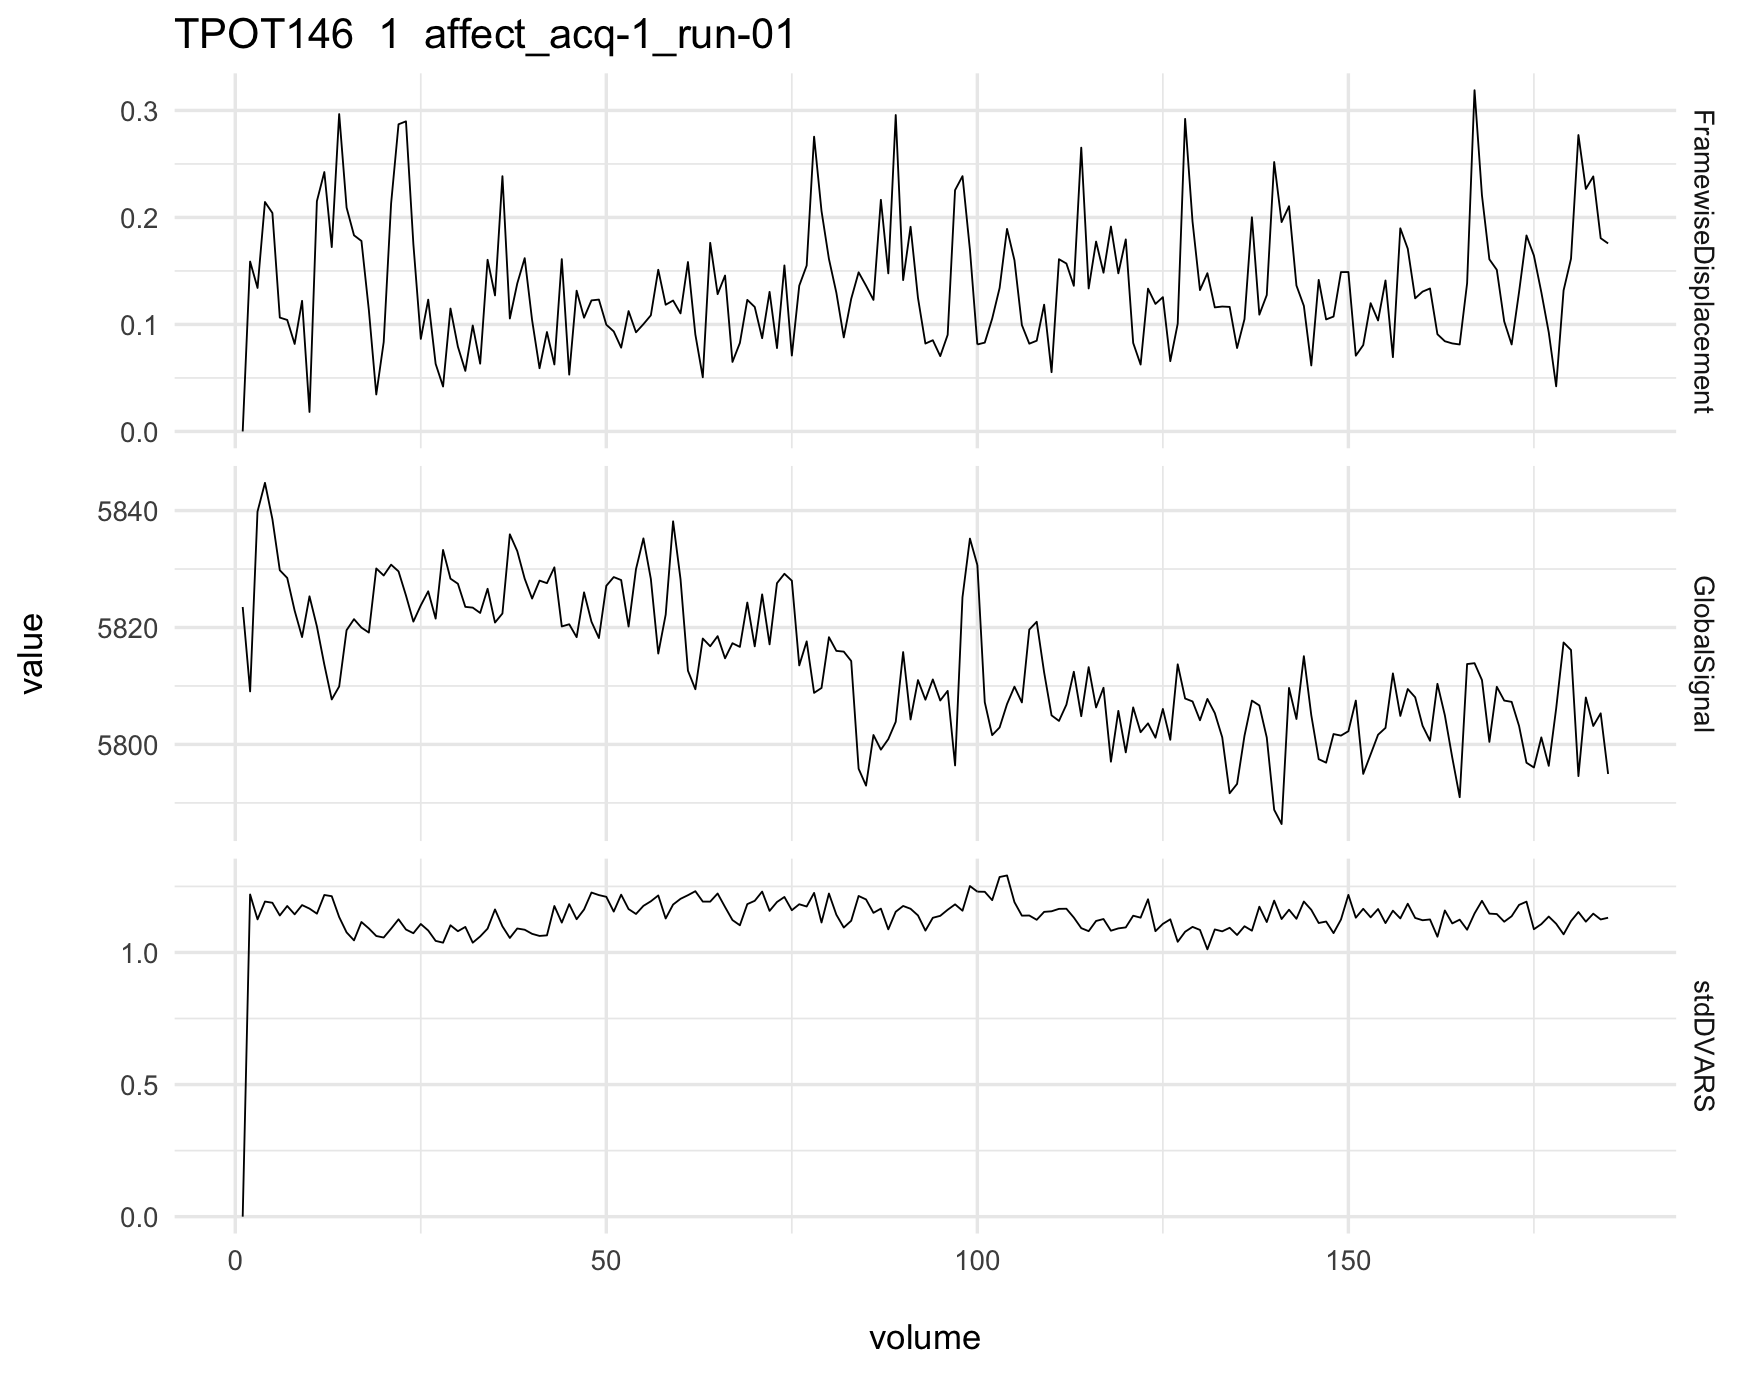 TPOT146 1 affect_acq-1_run-01
0.3
0.2
0.1
0.0
FramewiseDisplacement
5840
5820
5800
GlobalSignal
1.0
0.5
0.0
stdDVARS
value
0 50 100 150
volume